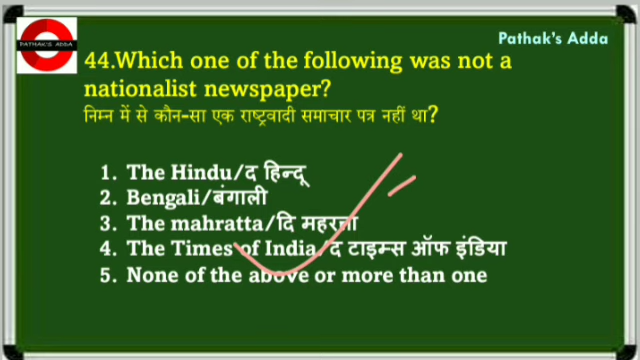 PATHAK'S ADDA
Pathak's Adda
44.Which one of the following was not a
nationalist newspaper?
निम्न में से कौन-सा एक राष्ट्रवादी समाचार पत्र नहीं था?
1. The Hindu/द हिन्दू
2. Bengali/बंगाली
3. The mahratta/दि महरत्ता
4. The Times of India/द टाइम्स ऑफ इंडिया
5. None of the above or more than one